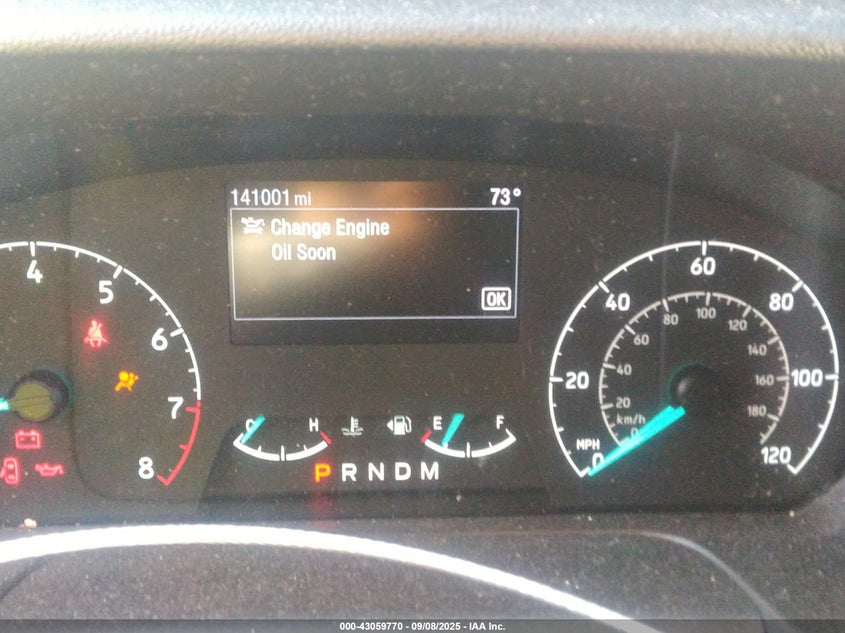 141001 mi 73°
Change Engine
Oil Soon
OK
4
5
6
7
8
C H
E F
P R N D M
MPH
0
20
40
60
80
100
120
km/h
0
20
40
60
80
100
120
140
160
180
000-43059770 - 09/08/2025 - IAA Inc.